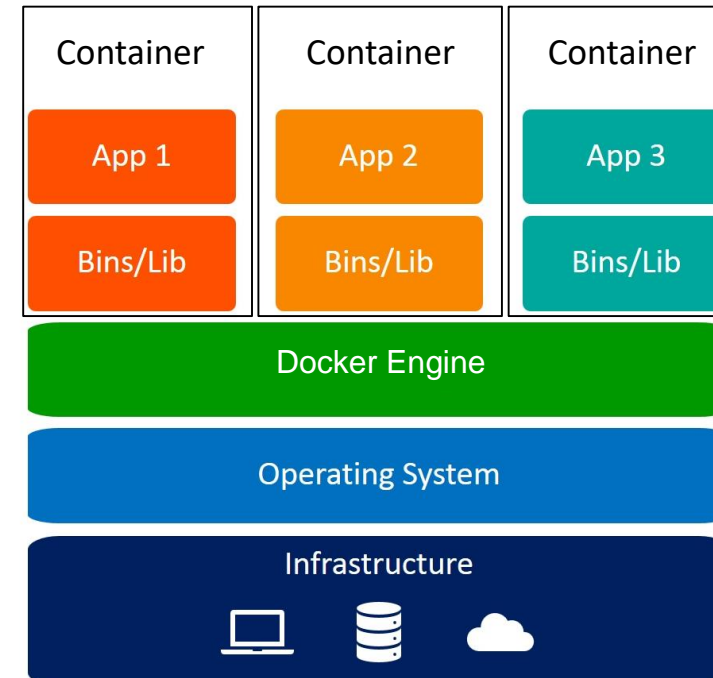 Container Container Container
App 1 App 2 App 3
Bins/Lib Bins/Lib Bins/Lib
Docker Engine
Operating System
Infrastructure